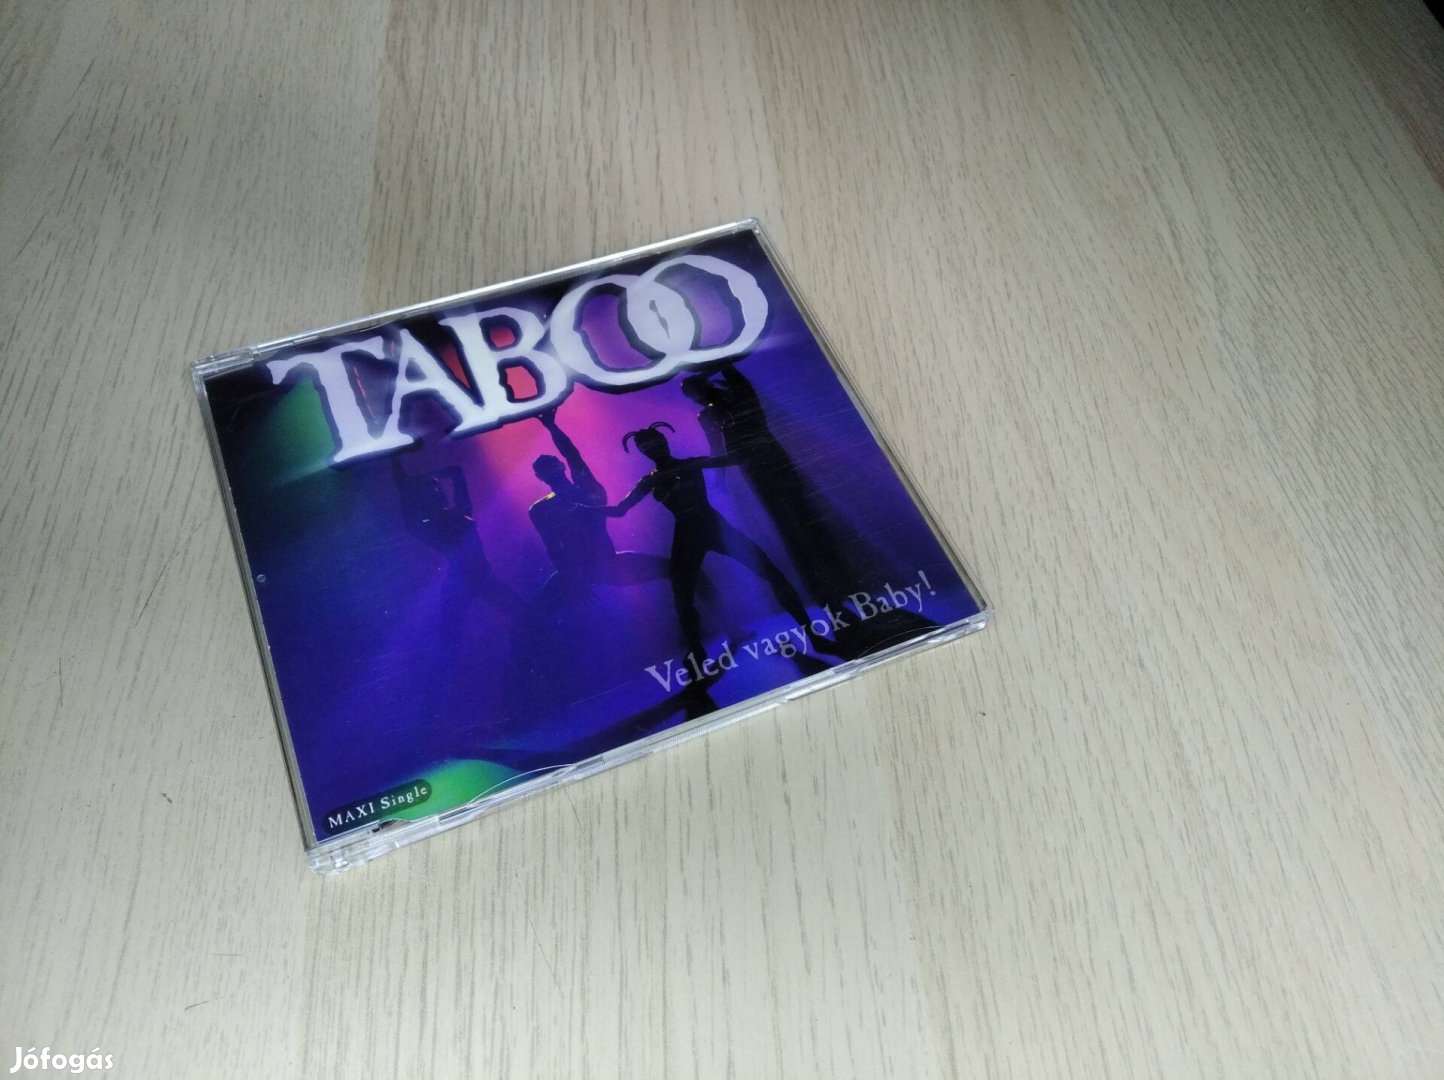 TABOO
Veled vagyok Baby!
MAXI Single
Jófogás